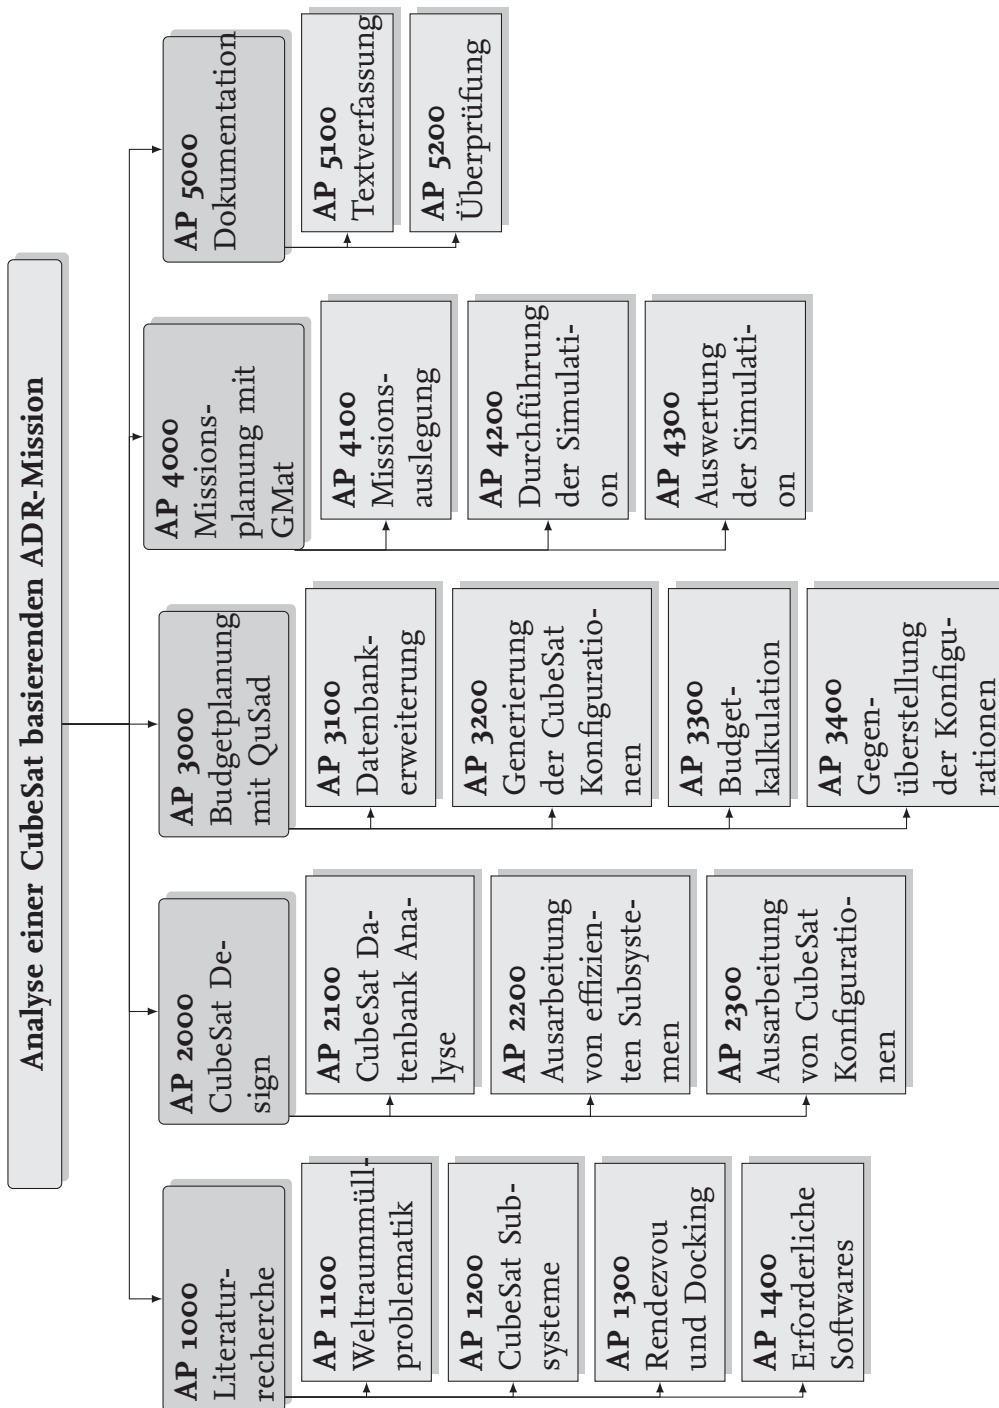 Analyse einer CubeSat basierenden ADR-Mission
AP 1000
Literatur-
recherche
AP 1100
Weltraummüll-
problematik
AP 1200
CubeSat Sub-
systeme
AP 1300
Rendezvou
und Docking
AP 1400
Erforderliche
Softwares
AP 2000
CubeSat De-
sign
AP 2100
CubeSat Da-
tenbank Ana-
lyse
AP 2200
Ausarbeitung
von effizien-
ten Subsyste-
men
AP 2300
Ausarbeitung
von CubeSat
Konfiguratio-
nen
AP 3000
Budgetplanung
mit QuSad
AP 3100
Datenbank-
erweiterung
AP 3200
Generierung
der CubeSat
Konfiguratio-
nen
AP 3300
Budget-
kalkulation
AP 3400
Gegen-
überstellung
der Konfigu-
rationen
AP 4000
Missions-
planung mit
GMat
AP 4100
Missions-
auslegung
AP 4200
Durchführung
der Simulati-
on
AP 4300
Auswertung
der Simulati-
on
AP 5000
Dokumentation
AP 5100
Textverfassung
AP 5200
Überprüfung